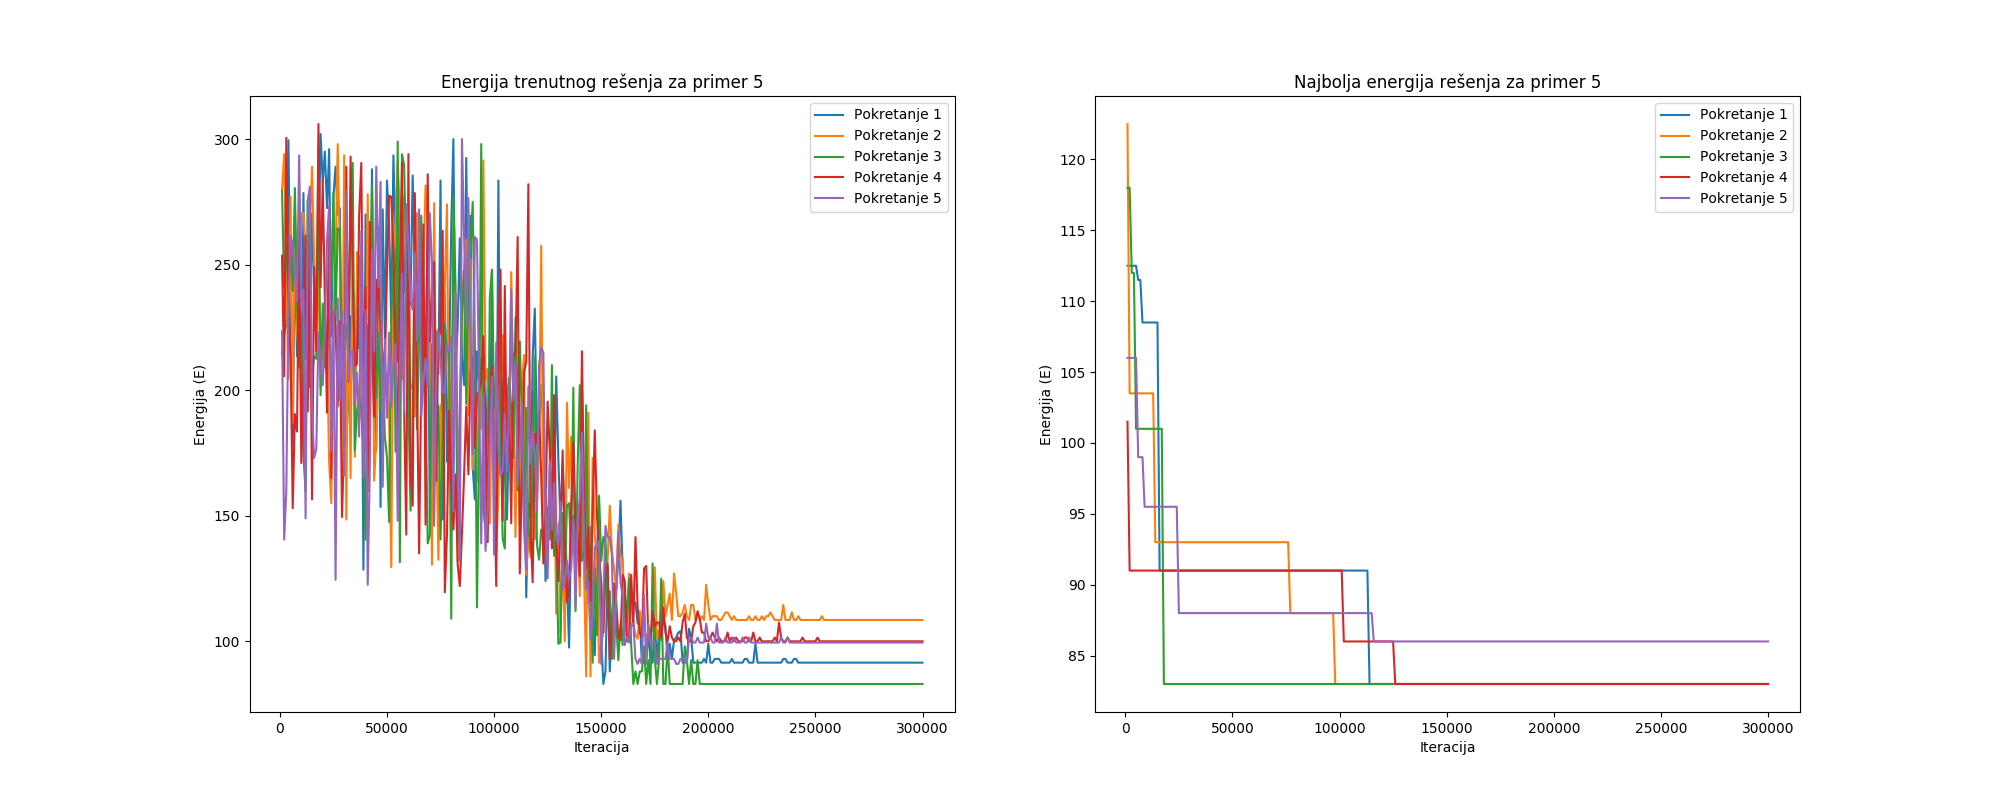 Energija trenutnog rešenja za primer 5
Energija (E)
300
250
200
150
100
0
50000
100000
150000
200000
250000
300000
Iteracija
Pokretanje 1
Pokretanje 2
Pokretanje 3
Pokretanje 4
Pokretanje 5
Najbolja energija rešenja za primer 5
Energija (E)
120
115
110
105
100
95
90
85
0
50000
100000
150000
200000
250000
300000
Iteracija
Pokretanje 1
Pokretanje 2
Pokretanje 3
Pokretanje 4
Pokretanje 5